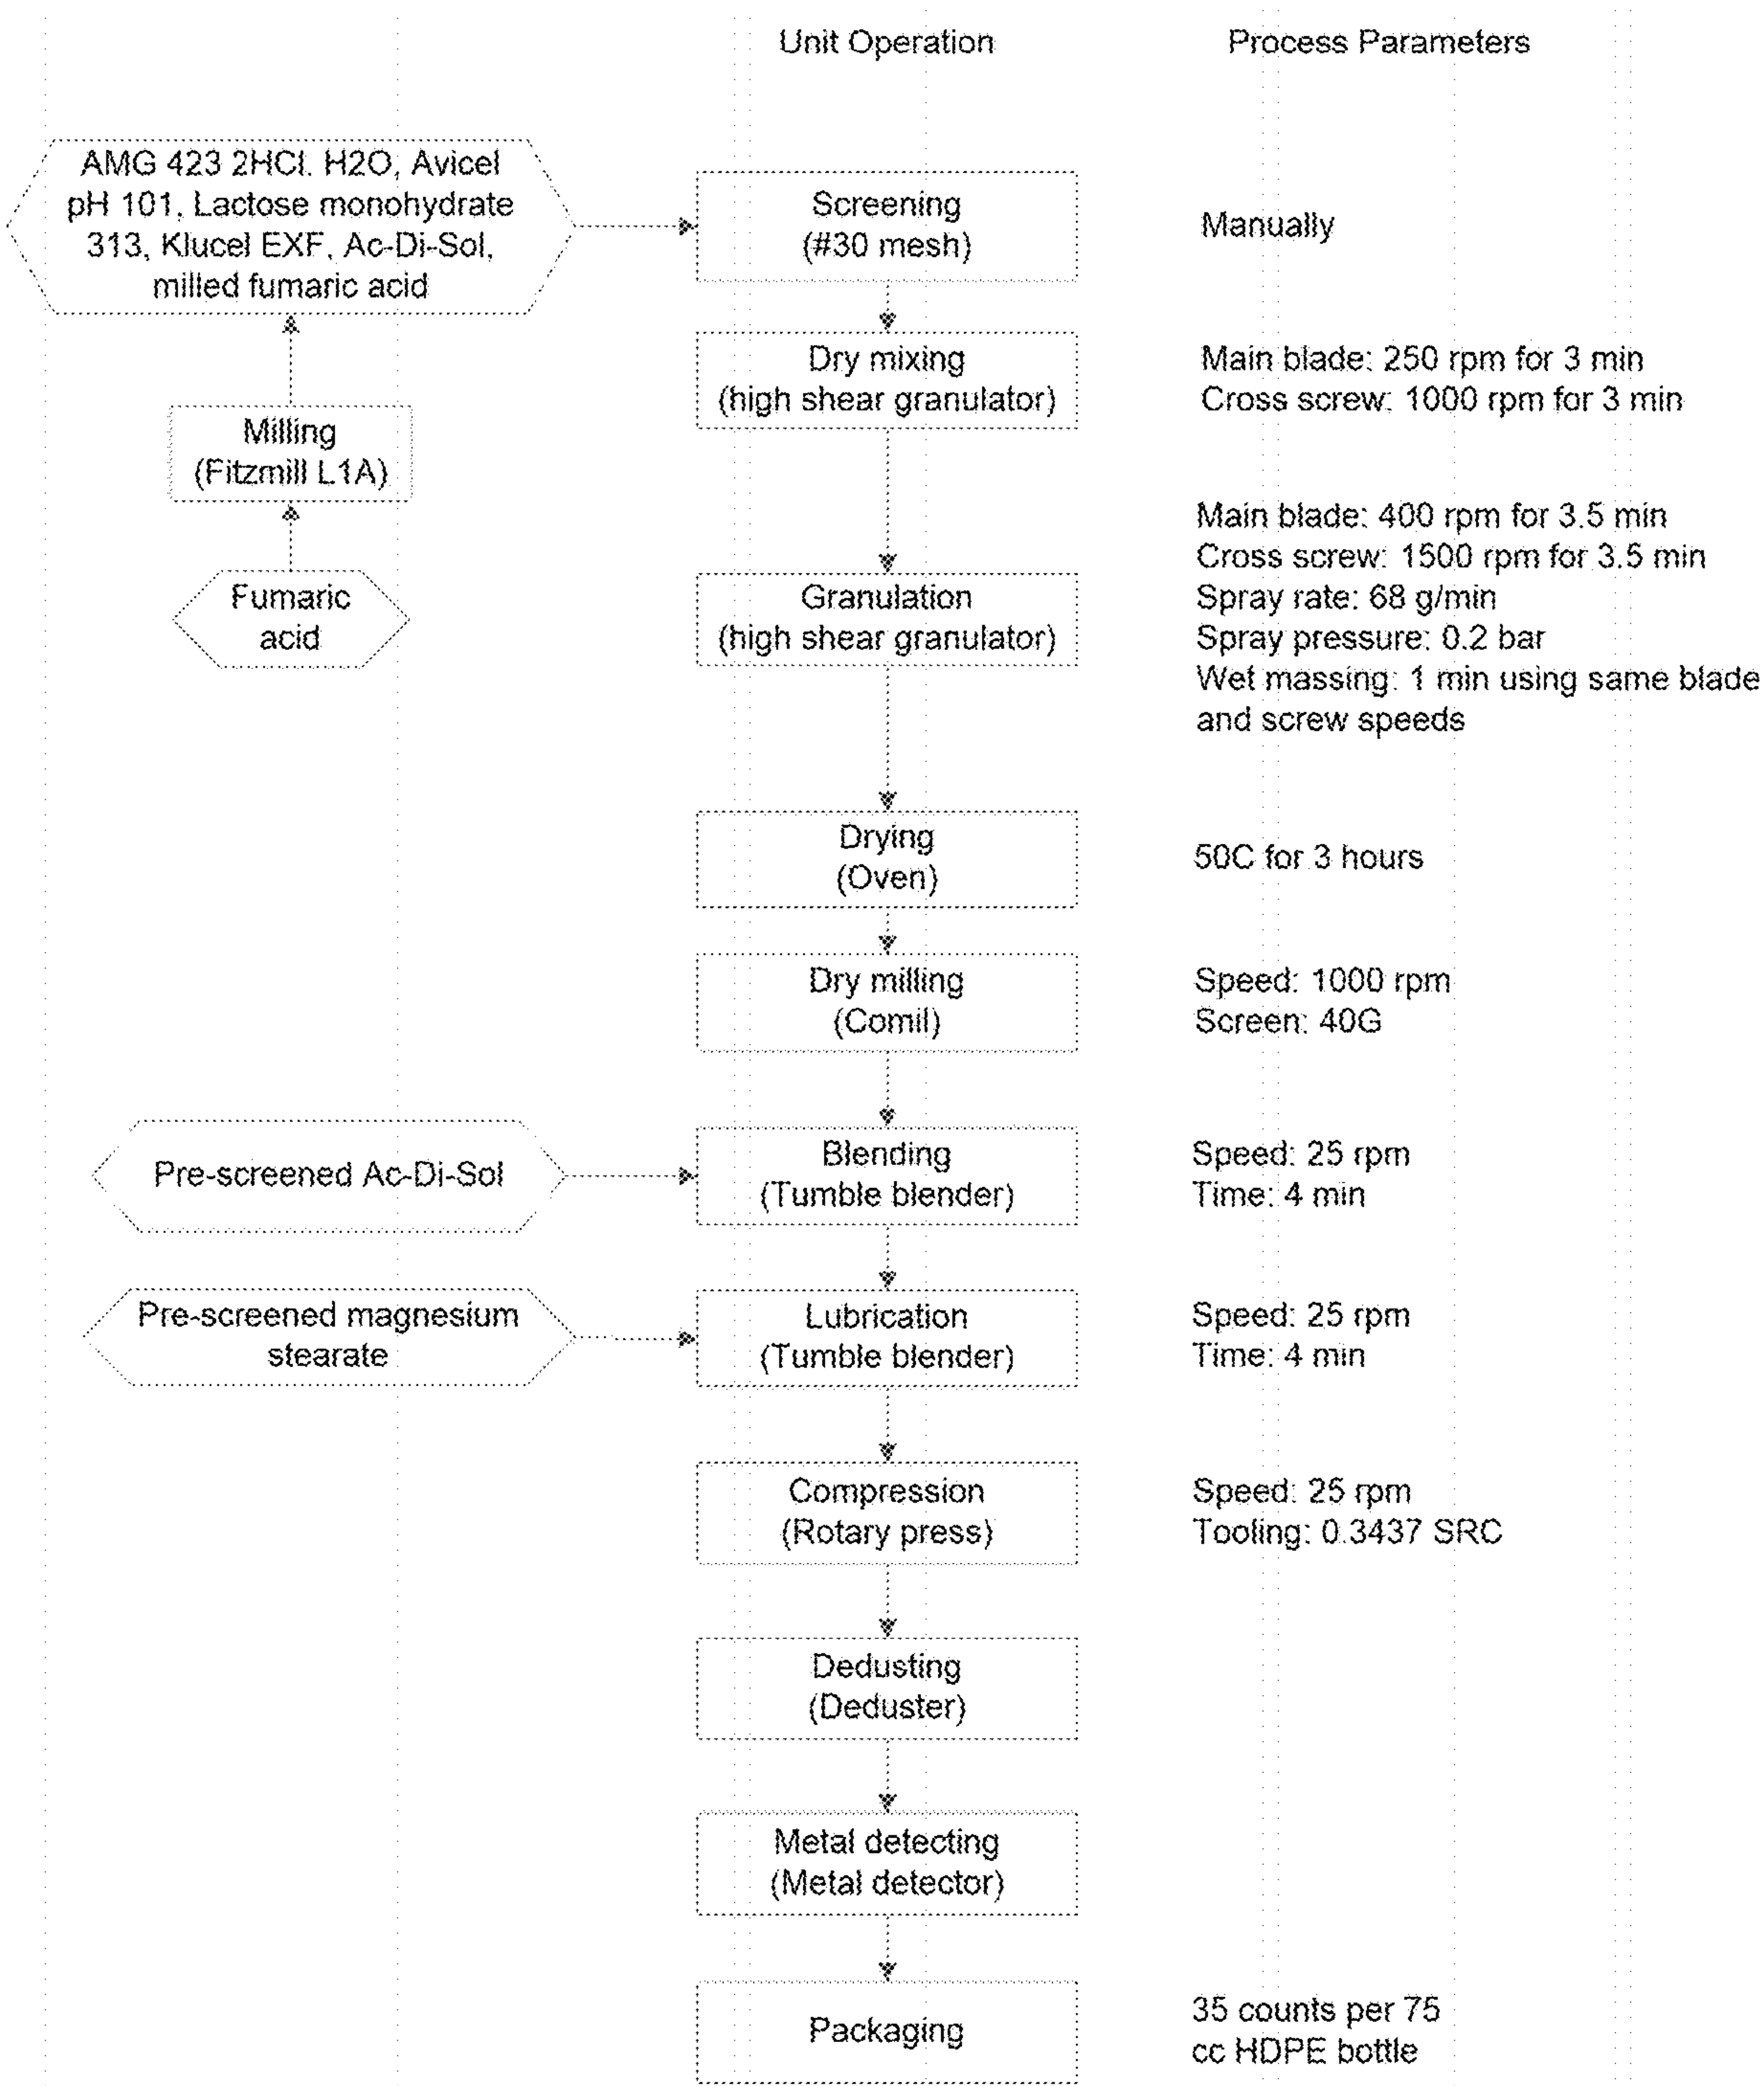 Unit Operation
Process Parameters
AMG 423 2HCl. H2O, Avicel
pH 101, Lactose monohydrate
313, Klucel EXF, Ac-Di-Sol,
milled fumaric acid
Screening
(#30 mesh)
Manually
Dry mixing
(high shear granulator)
Main blade: 250 rpm for 3 min
Cross screw: 1000 rpm for 3 min
Milling
(Fitzmill L1A)
Fumaric
acid
Granulation
(high shear granulator)
Main blade: 400 rpm for 3.5 min
Cross screw: 1500 rpm for 3.5 min
Spray rate: 68 g/min
Spray pressure: 0.2 bar
Wet massing: 1 min using same blade
and screw speeds
Drying
(Oven)
50C for 3 hours
Dry milling
(Comil)
Speed: 1000 rpm
Screen: 40G
Pre-screened Ac-Di-Sol
Blending
(Tumble blender)
Speed: 25 rpm
Time: 4 min
Pre-screened magnesium
stearate
Lubrication
(Tumble blender)
Speed: 25 rpm
Time: 4 min
Compression
(Rotary press)
Speed: 25 rpm
Tooling: 0.3437 SRC
Dedusting
(Deduster)
Metal detecting
(Metal detector)
Packaging
35 counts per 75
cc HDPE bottle